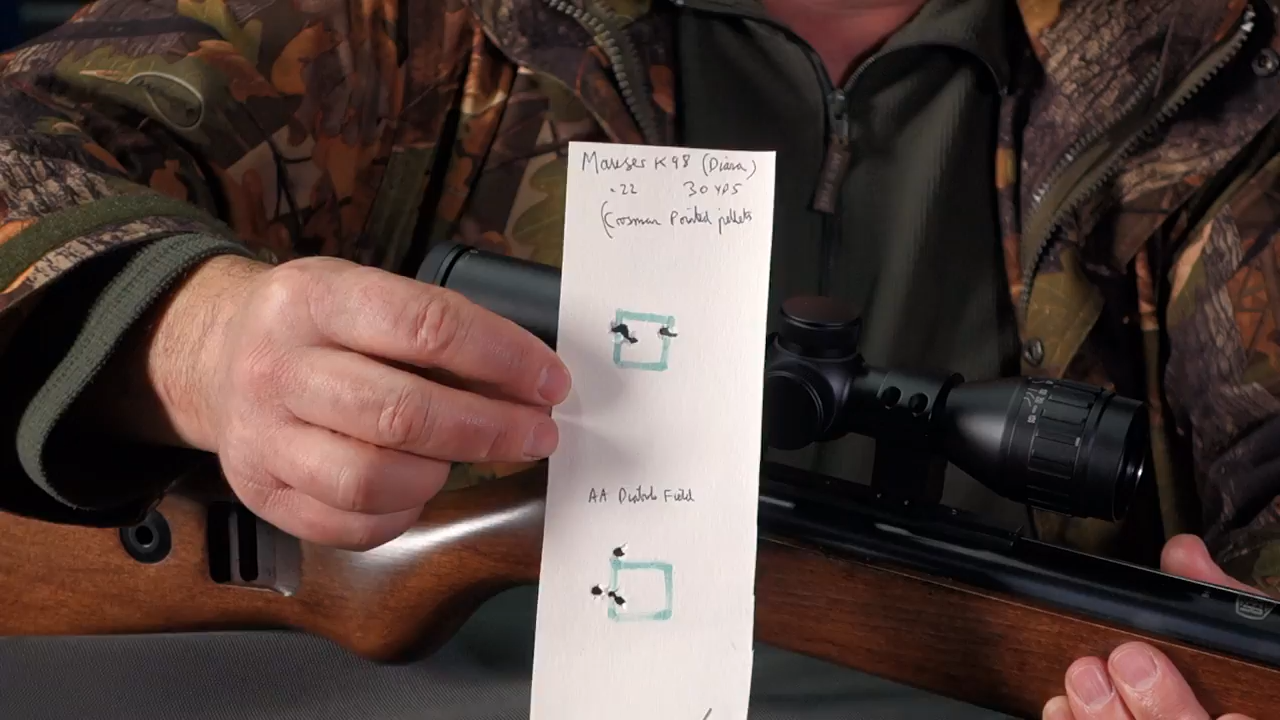 Mauser K98 (Diana)
.22 30 YDS
(Crosman Pointed pellets
AA Diabolo Field